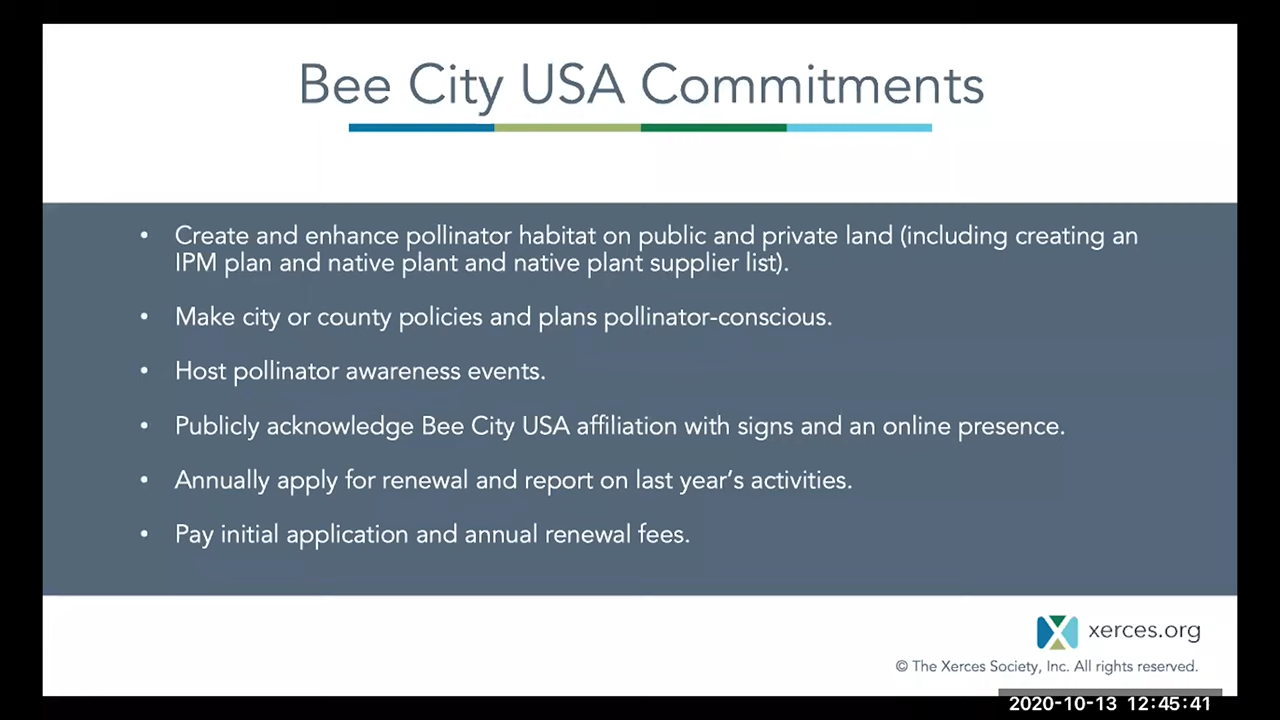 Bee City USA Commitments
• Create and enhance pollinator habitat on public and private land (including creating an
IPM plan and native plant and native plant supplier list).
• Make city or county policies and plans pollinator-conscious.
• Host pollinator awareness events.
• Publicly acknowledge Bee City USA affiliation with signs and an online presence.
• Annually apply for renewal and report on last year’s activities.
• Pay initial application and annual renewal fees.
xerces.org
© The Xerces Society, Inc. All rights reserved.
2020-10-13 12:45:41